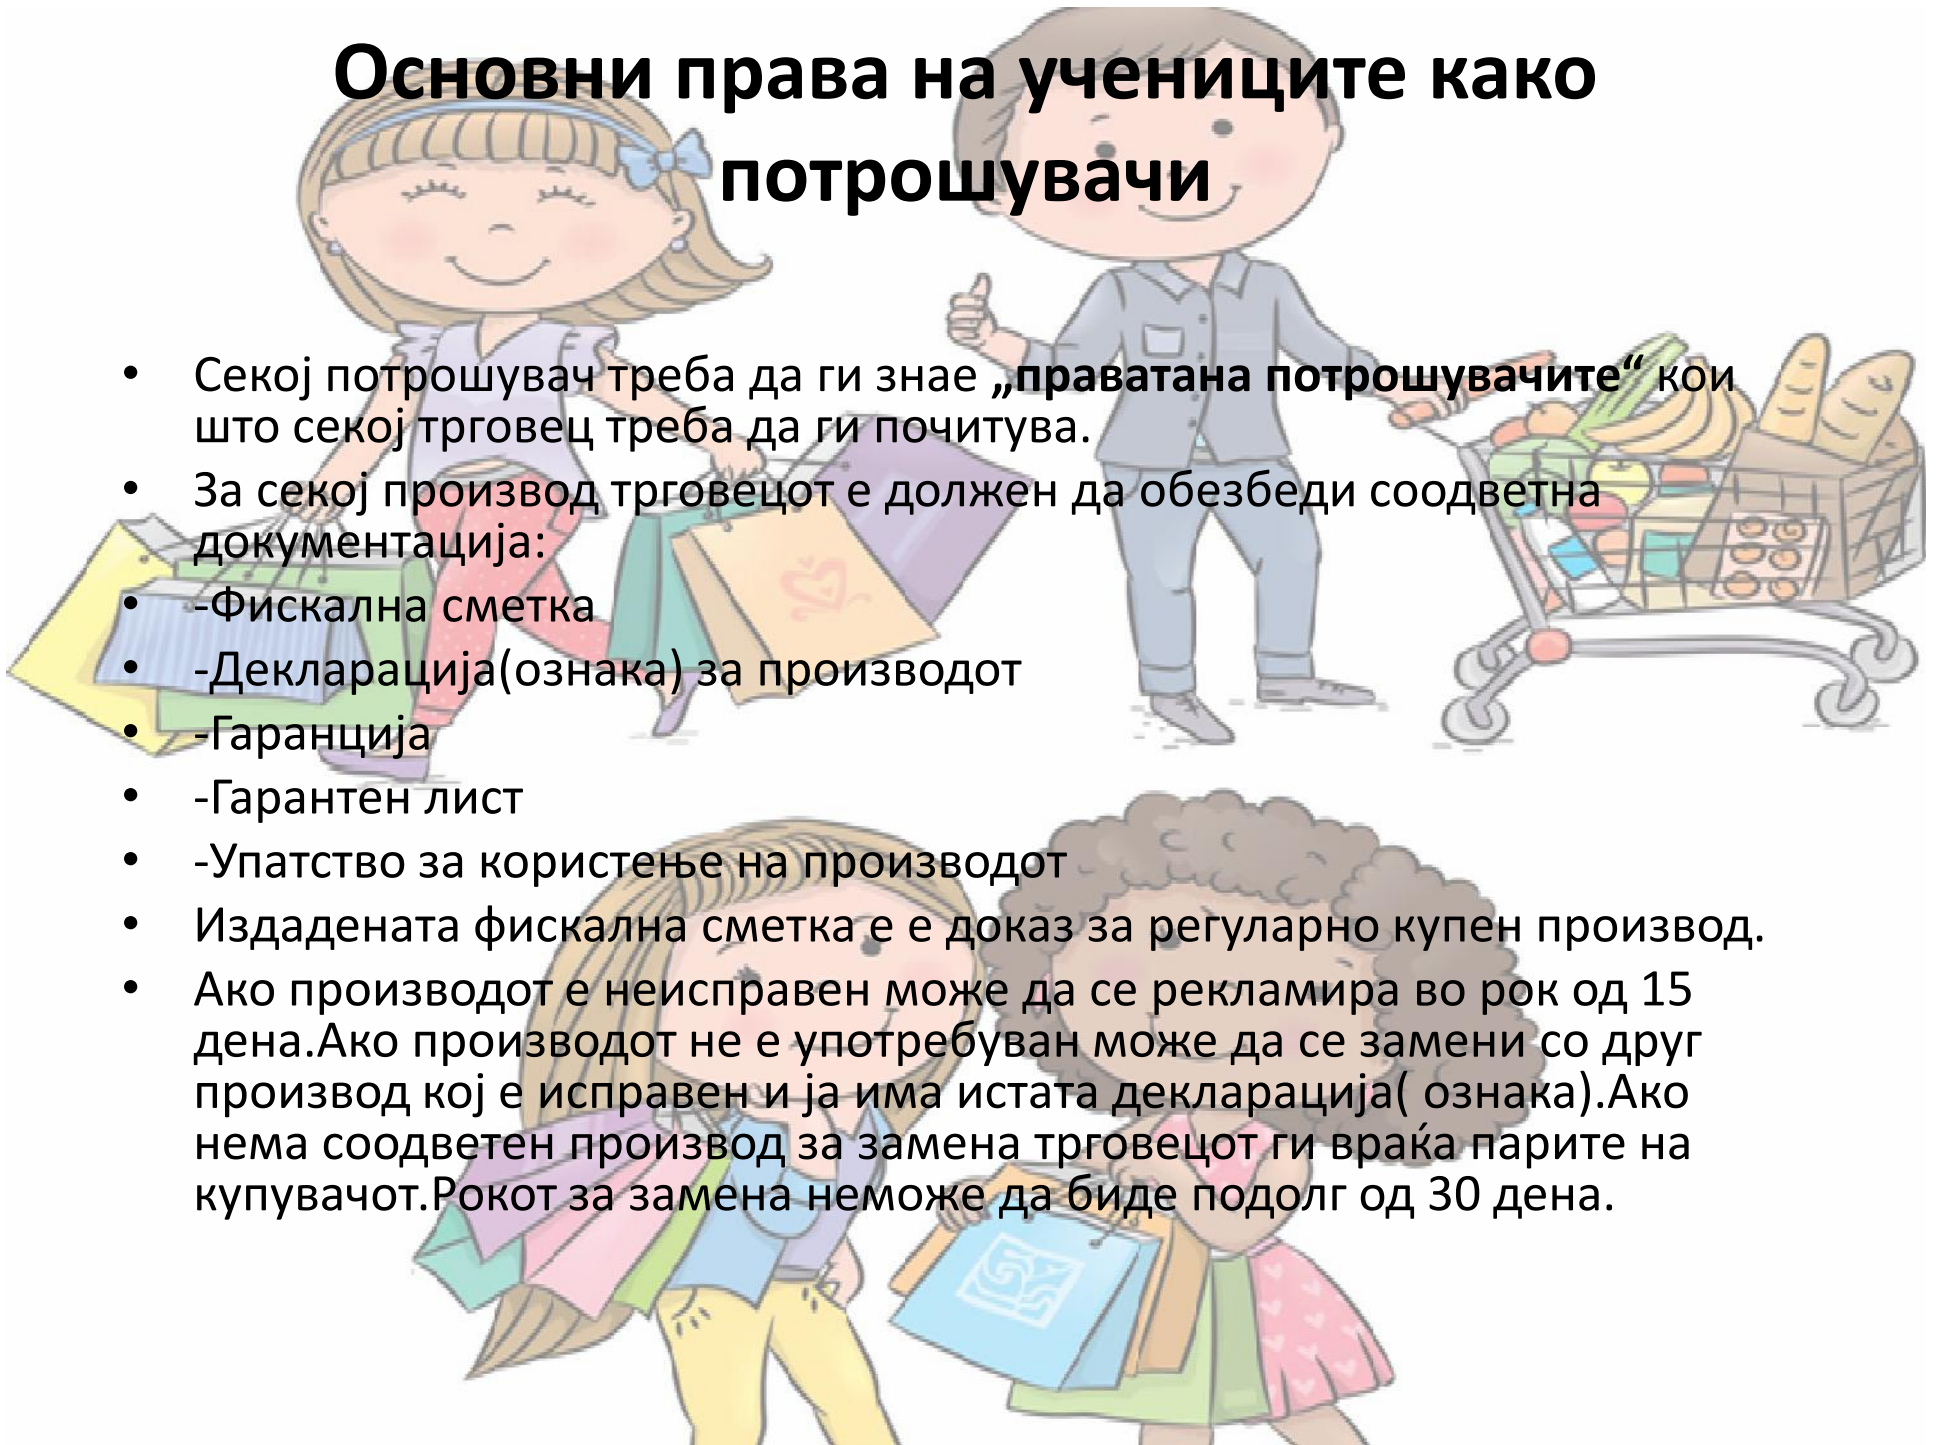 Основни права на учениците како
потрошувачи
• Секој потрошувач треба да ги знае „праватана потрошувачите“ кои
што секој трговец треба да ги почитува.
• За секој производ трговецот е должен да обезбеди соодветна
документација:
• -Фискална сметка
• -Декларација(ознака) за производот
• -Гаранција
• -Гарантен лист
• -Упатство за користење на производот
• Издадената фискална сметка е е доказ за регуларно купен производ.
• Ако производот е неисправен може да се рекламира во рок од 15
дена.Ако производот не е употребуван може да се замени со друг
производ кој е исправен и ја има истата декларација( ознака).Ако
нема соодветен производ за замена трговецот ги враќа парите на
купувачот.Рокот за замена неможе да биде подолг од 30 дена.